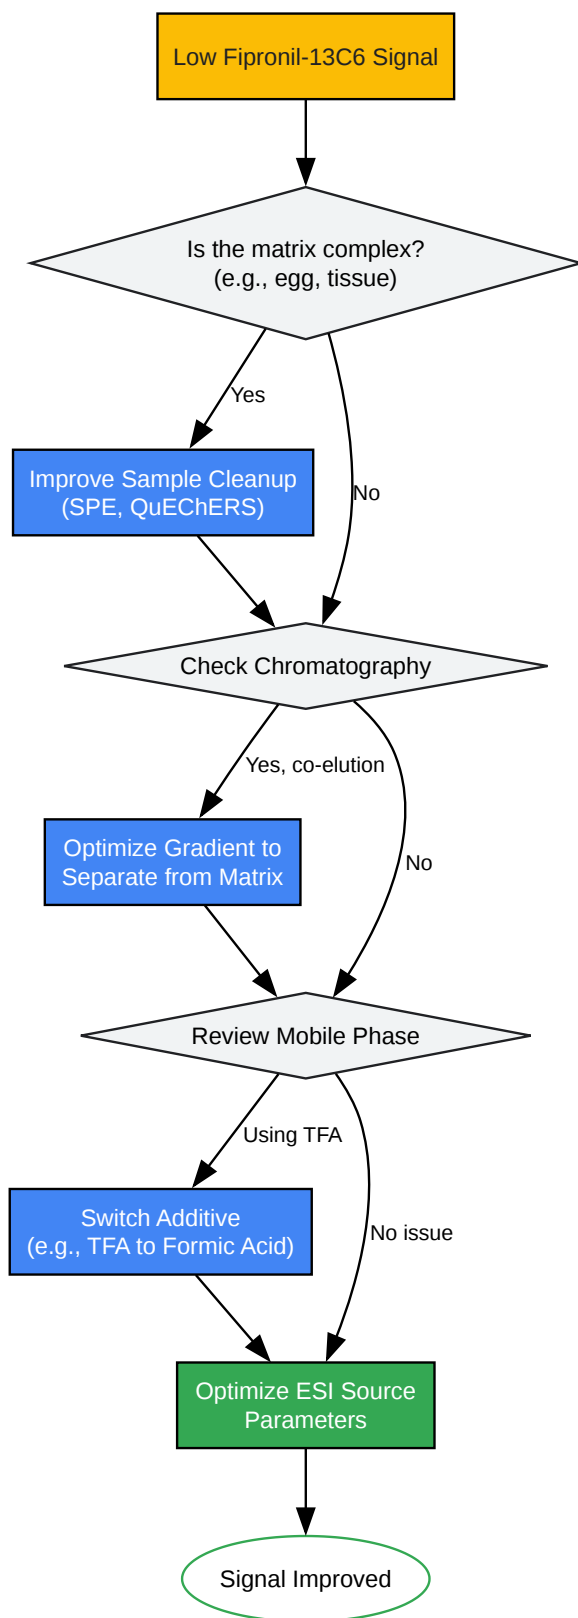 Low Fipronil-13C6 Signal
Is the matrix complex?
(e.g., egg, tissue)
Yes
Improve Sample Cleanup
(SPE, QuEChERS)
No
Check Chromatography
Yes, co-elution
Optimize Gradient to
Separate from Matrix
No
Review Mobile Phase
Using TFA
Switch Additive
(e.g., TFA to Formic Acid)
No issue
Optimize ESI Source
Parameters
Signal Improved